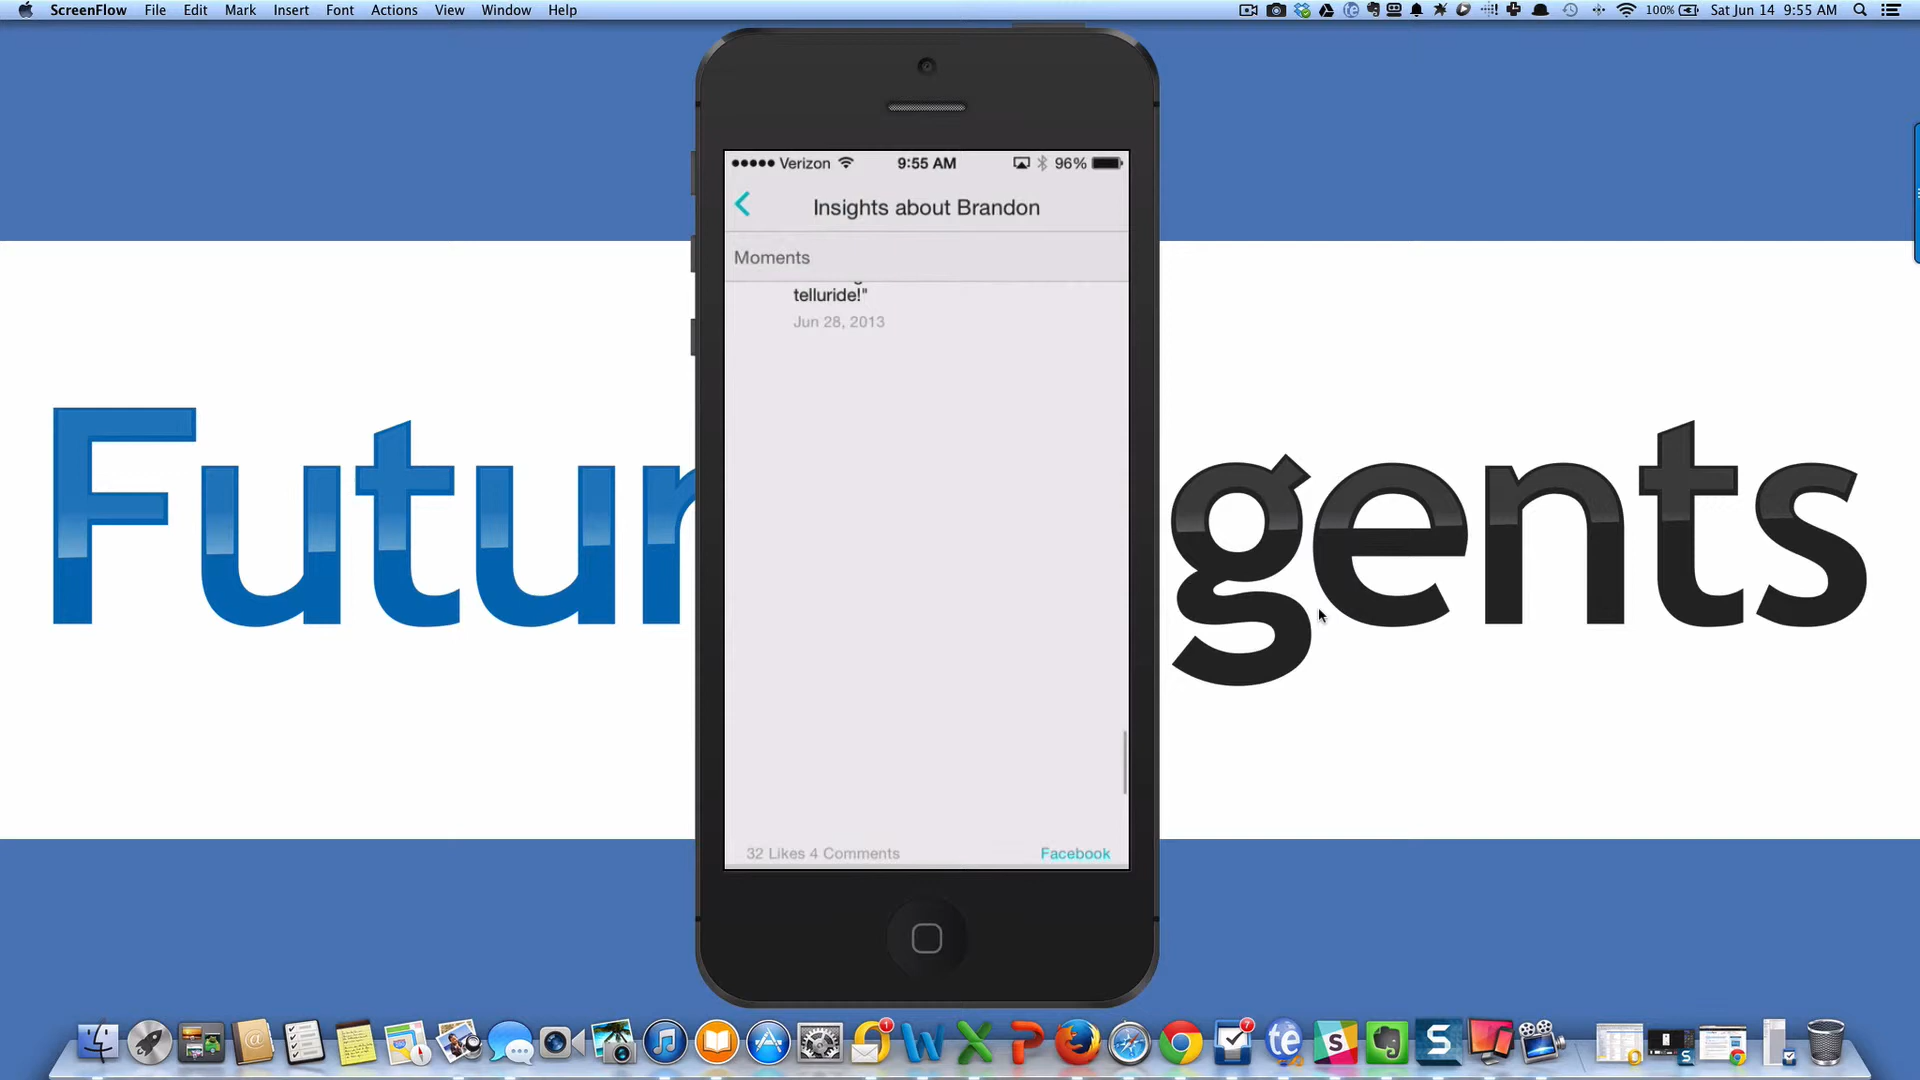 ScreenFlow File Edit Mark Insert Font Actions View Window Help 100% Sat Jun 14 9:55 AM
Verizon 9:55 AM 96%
Insights about Brandon
Moments
telluride!"
Jun 28, 2013
Futur gents
32 Likes 4 Comments Facebook